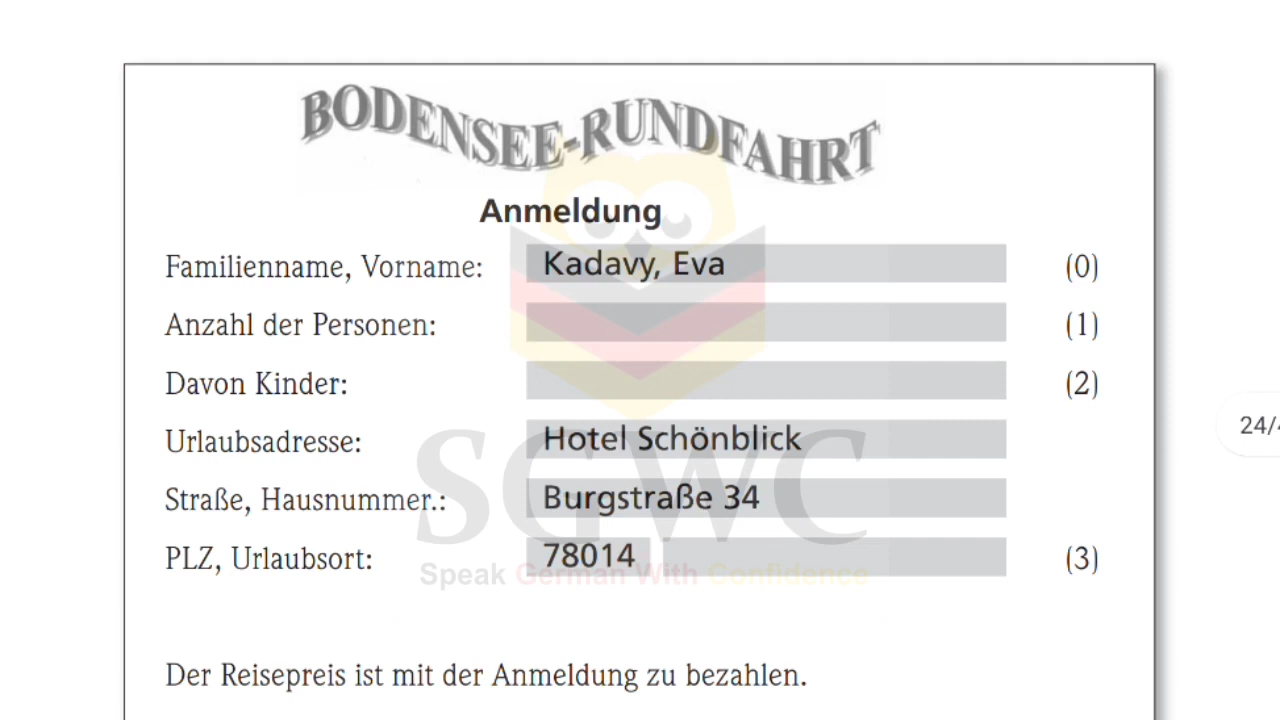 BODENSEE-RUNDFAHRT
Anmeldung
Familienname, Vorname: Kadavy, Eva (0)
Anzahl der Personen: (1)
Davon Kinder: (2)
Urlaubsadresse: Hotel Schönblick
24/
Straße, Hausnummer.: Burgstraße 34
SGWC
PLZ, Urlaubsort: 78014 (3)
Speak German With Confidence
Der Reisepreis ist mit der Anmeldung zu bezahlen.